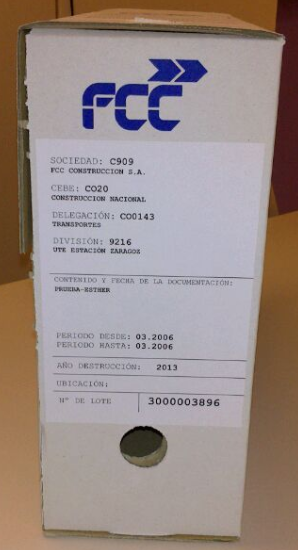 FCC
SOCIEDAD: C909
FCC CONSTRUCCION S.A.
CEBE: CO20
CONSTRUCCION NACIONAL
DELEGACIÓN: CO0143
TRANSPORTES
DIVISIÓN: 9216
UTE ESTACIÓN ZARAGOZ
CONTENIDO Y FECHA DE LA DOCUMENTACIÓN:
PRUEBA-ESTHER
PERIODO DESDE: 03.2006
PERIODO HASTA: 03.2006
AÑO DESTRUCCIÓN: 2013
UBICACIÓN:
Nº DE LOTE 3000003896